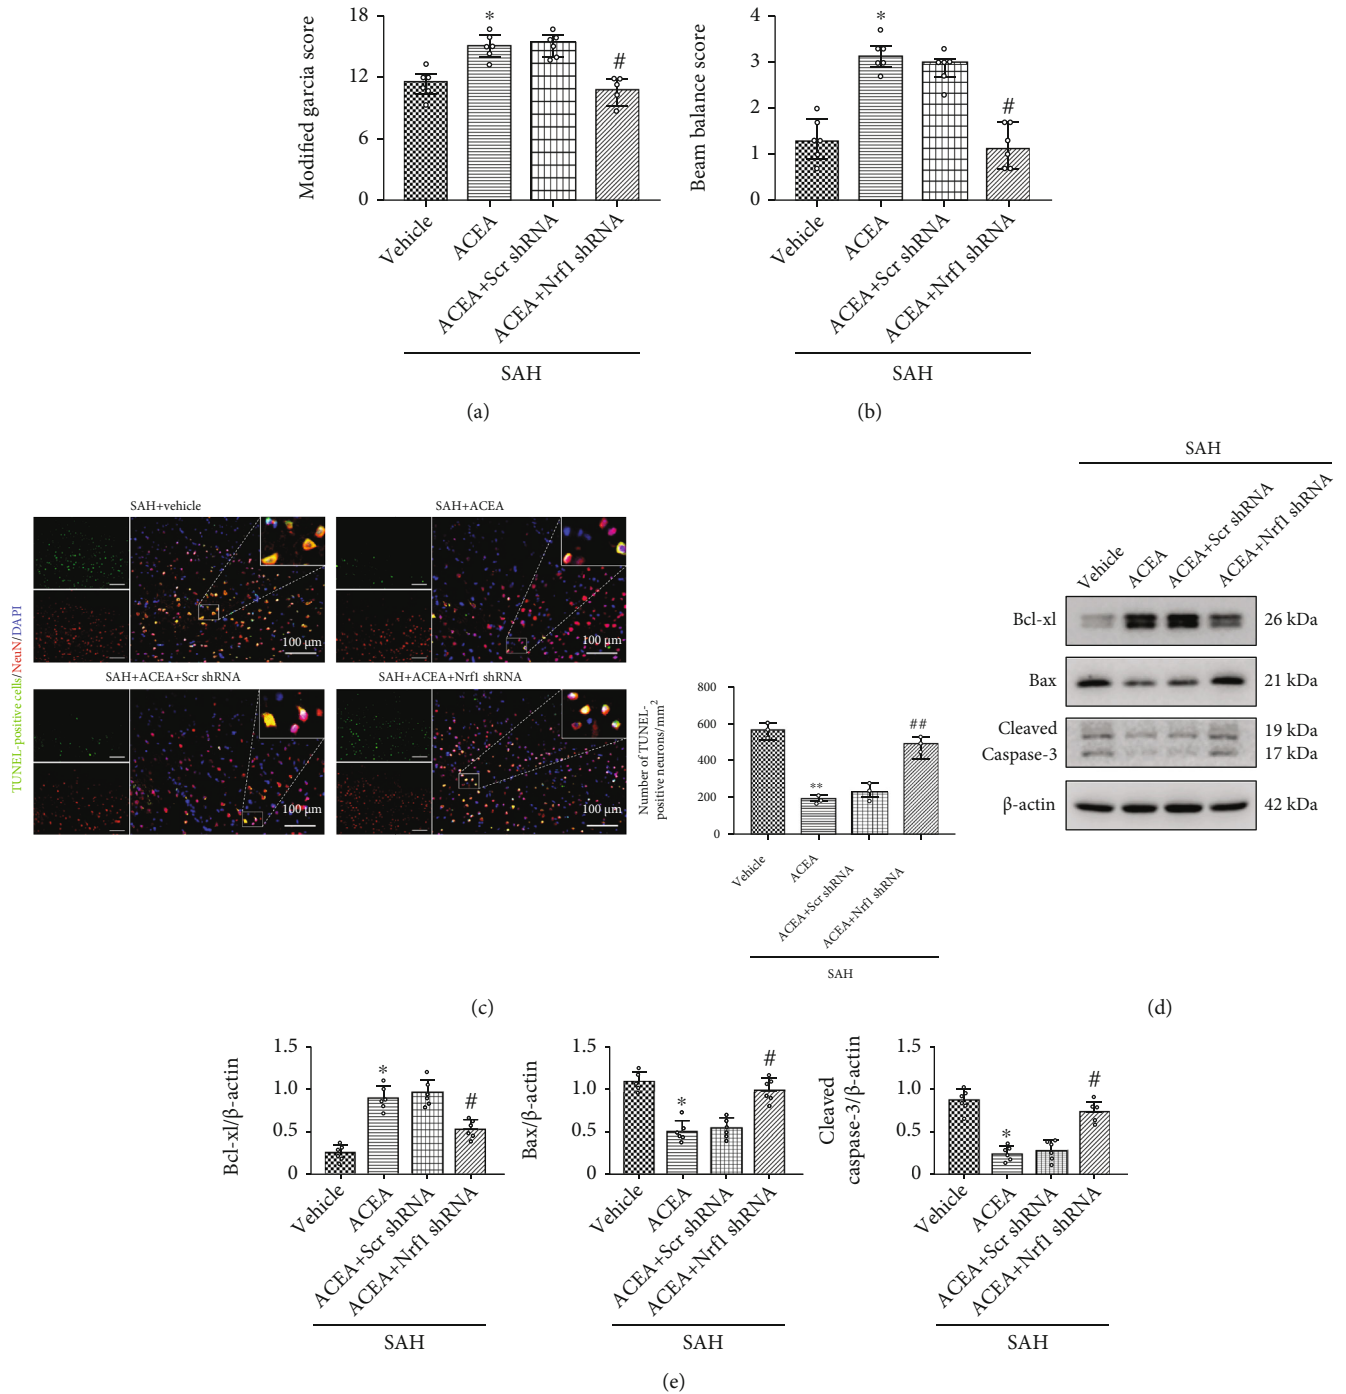 Modified garcia score
18
12
6
0
*
#
Vehicle
ACEA
ACEA+Scr shRNA
ACEA+Nrf1 shRNA
SAH
(a)
Beam balance score
4
3
2
1
0
*
#
Vehicle
ACEA
ACEA+Scr shRNA
ACEA+Nrf1 shRNA
SAH
(b)
TUNEL-positive cells/NeuN/DAPI
SAH+vehicle
100 μm
SAH+ACEA
100 μm
SAH+ACEA+Scr shRNA
100 μm
SAH+ACEA+Nrf1 shRNA
100 μm
Number of TUNEL-
positive neurons/mm2
800
600
400
200
0
**
##
Vehicle
ACEA
ACEA+Scr shRNA
ACEA+Nrf1 shRNA
SAH
(c)
SAH
Vehicle
ACEA
ACEA+Scr shRNA
ACEA+Nrf1 shRNA
Bcl-xl 26 kDa
Bax 21 kDa
Cleaved 19 kDa
Caspase-3 17 kDa
β-actin 42 kDa
(d)
Bcl-xl/β-actin
1.5
1.0
0.5
0
*
#
Vehicle
ACEA
ACEA+Scr shRNA
ACEA+Nrf1 shRNA
SAH
Bax/β-actin
1.5
1.0
0.5
0
*
#
Vehicle
ACEA
ACEA+Scr shRNA
ACEA+Nrf1 shRNA
SAH
Cleaved
caspase-3/β-actin
1.5
1.0
0.5
0
*
#
Vehicle
ACEA
ACEA+Scr shRNA
ACEA+Nrf1 shRNA
SAH
(e)